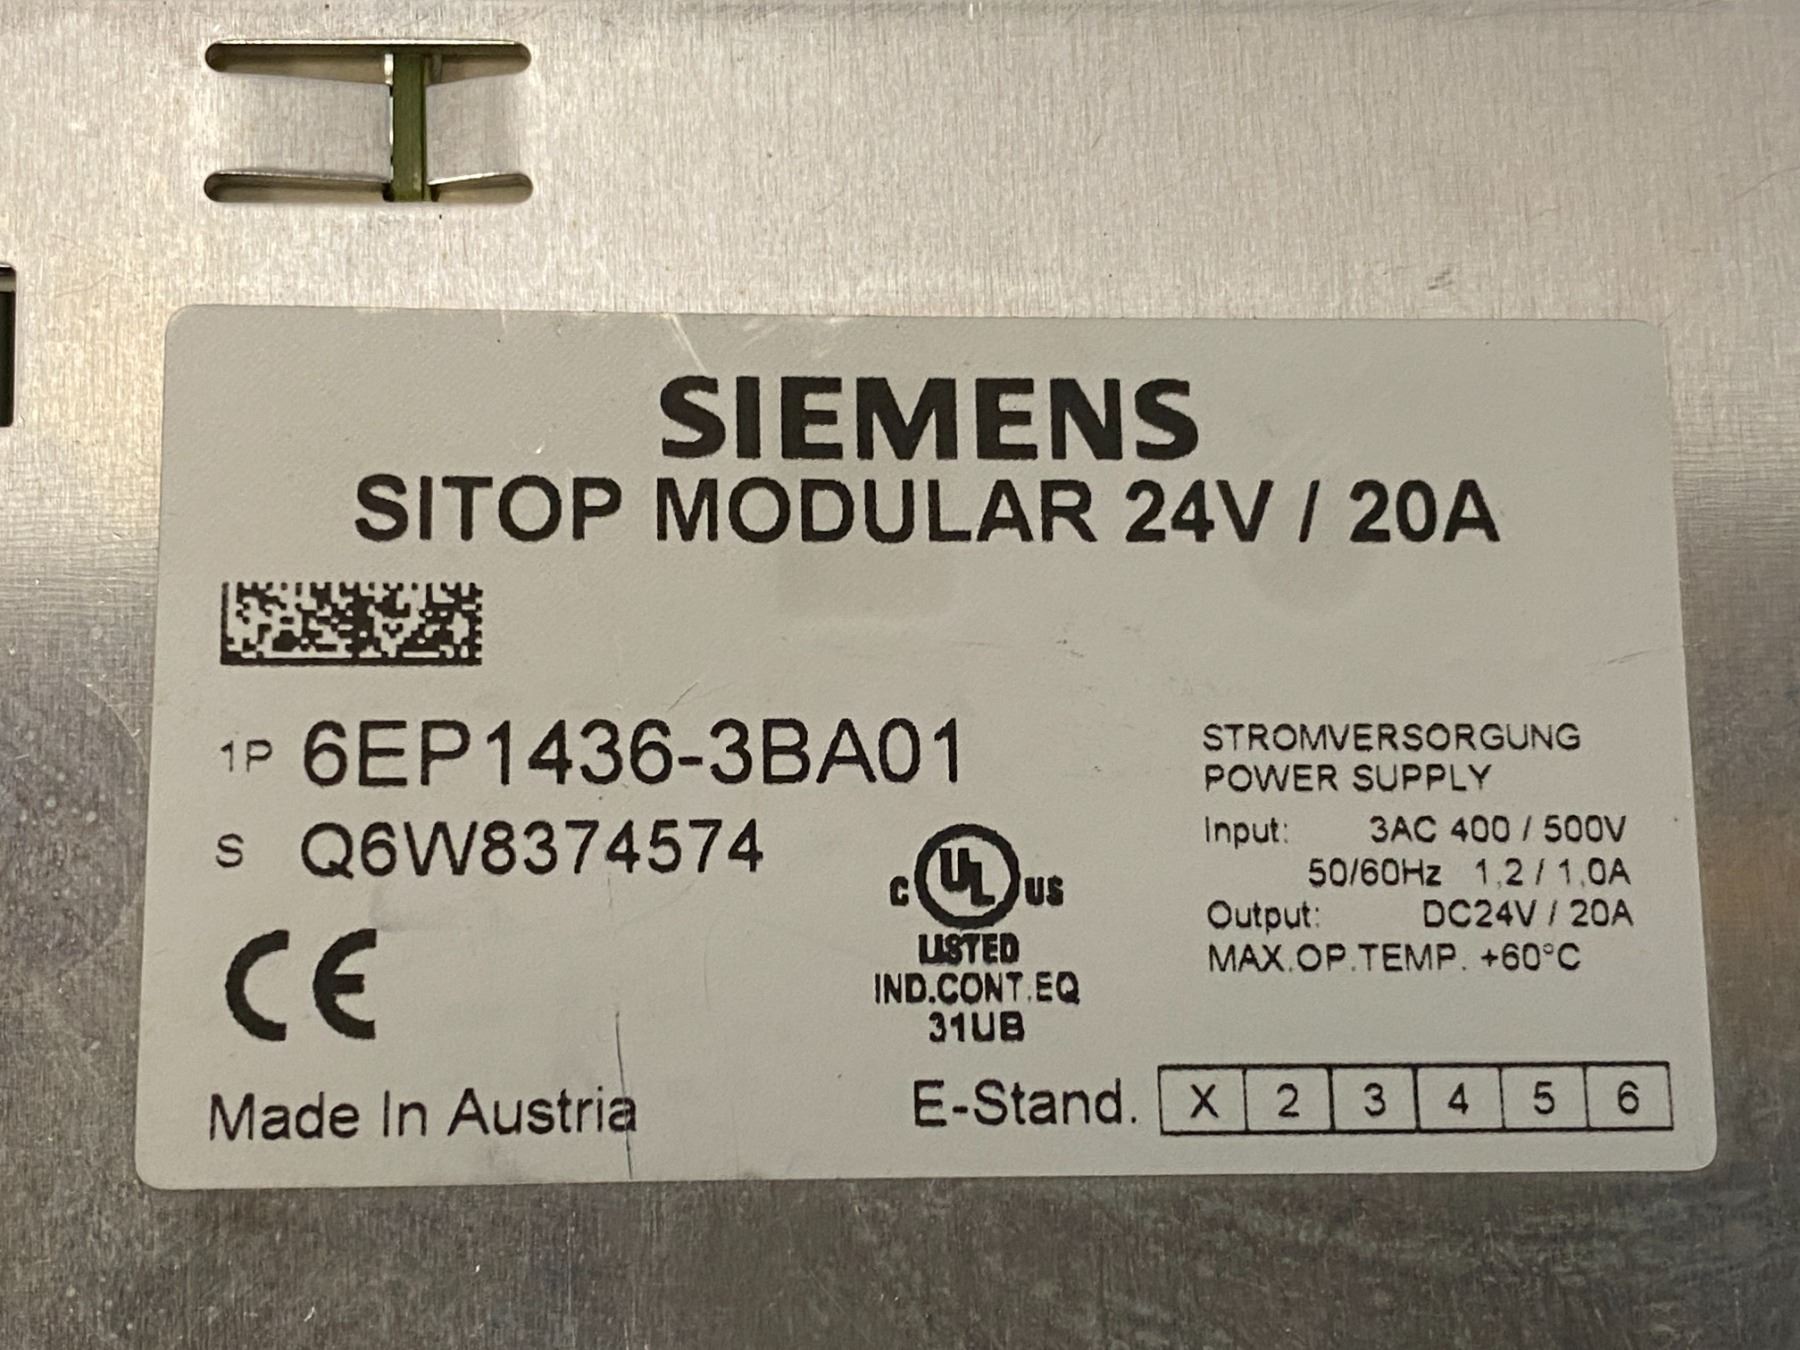 SIEMENS
SITOP MODULAR 24V / 20A
1P 6EP1436-3BA01
S Q6W8374574
C UL US
LISTED
IND.CONT.EQ
31UB
STROMVERSORGUNG
POWER SUPPLY
Input: 3AC 400 / 500V
50/60Hz 1,2 / 1,0A
Output: DC24V / 20A
MAX.OP.TEMP. +60°C
CE
Made In Austria
E-Stand. X 2 3 4 5 6